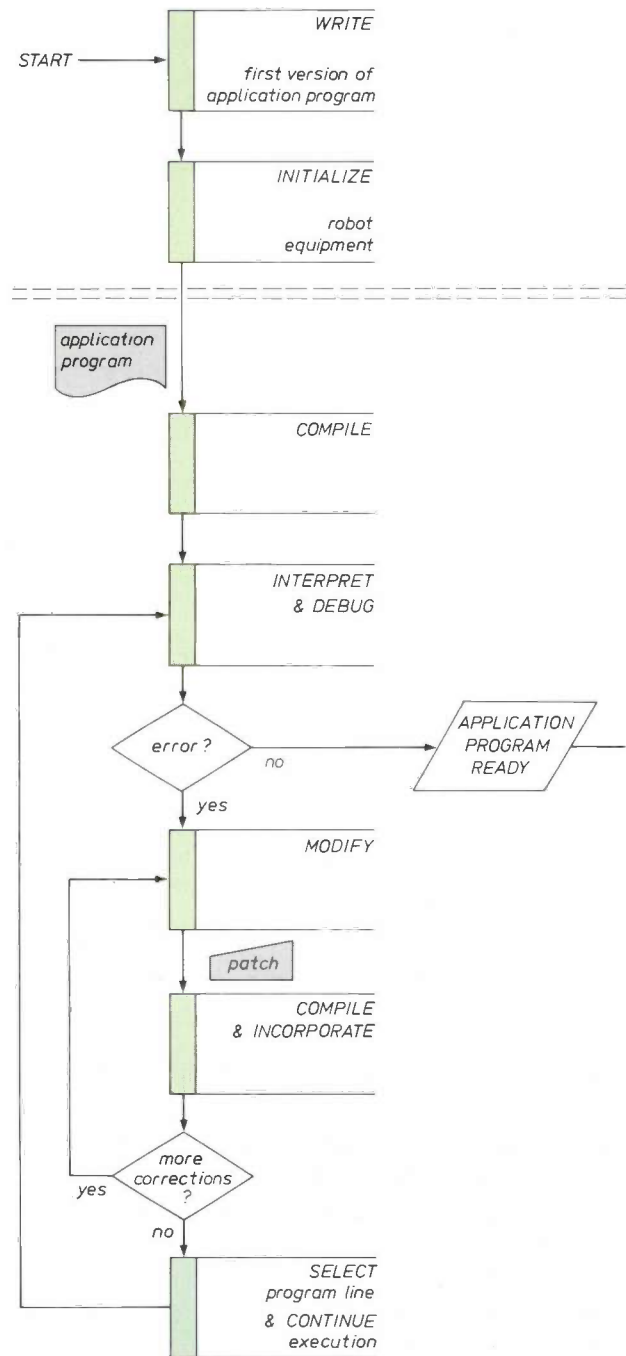 WRITE
START
first version of
application program
INITIALIZE
robot
equipment
application
program
COMPILE
INTERPRET
& DEBUG
error?
no
APPLICATION
PROGRAM
READY
yes
MODIFY
patch
COMPILE
& INCORPORATE
more
corrections
?
yes
no
SELECT
program line
& CONTINUE
execution